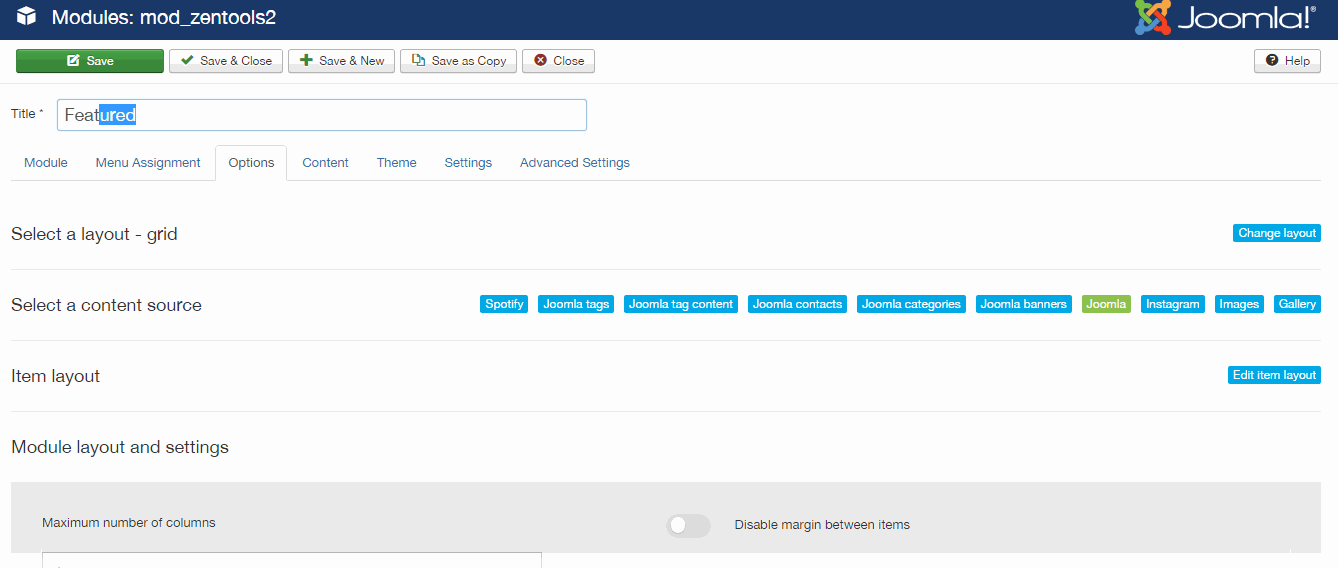 Modules: mod_zentools2
Joomla!®
Save
Save & Close
Save & New
Save as Copy
Close
Help
Title *
Featured
Module
Menu Assignment
Options
Content
Theme
Settings
Advanced Settings
Select a layout - grid
Change layout
Select a content source
Spotify
Joomla tags
Joomla tag content
Joomla contacts
Joomla categories
Joomla banners
Joomla
Instagram
Images
Gallery
Item layout
Edit item layout
Module layout and settings
Maximum number of columns
Disable margin between items